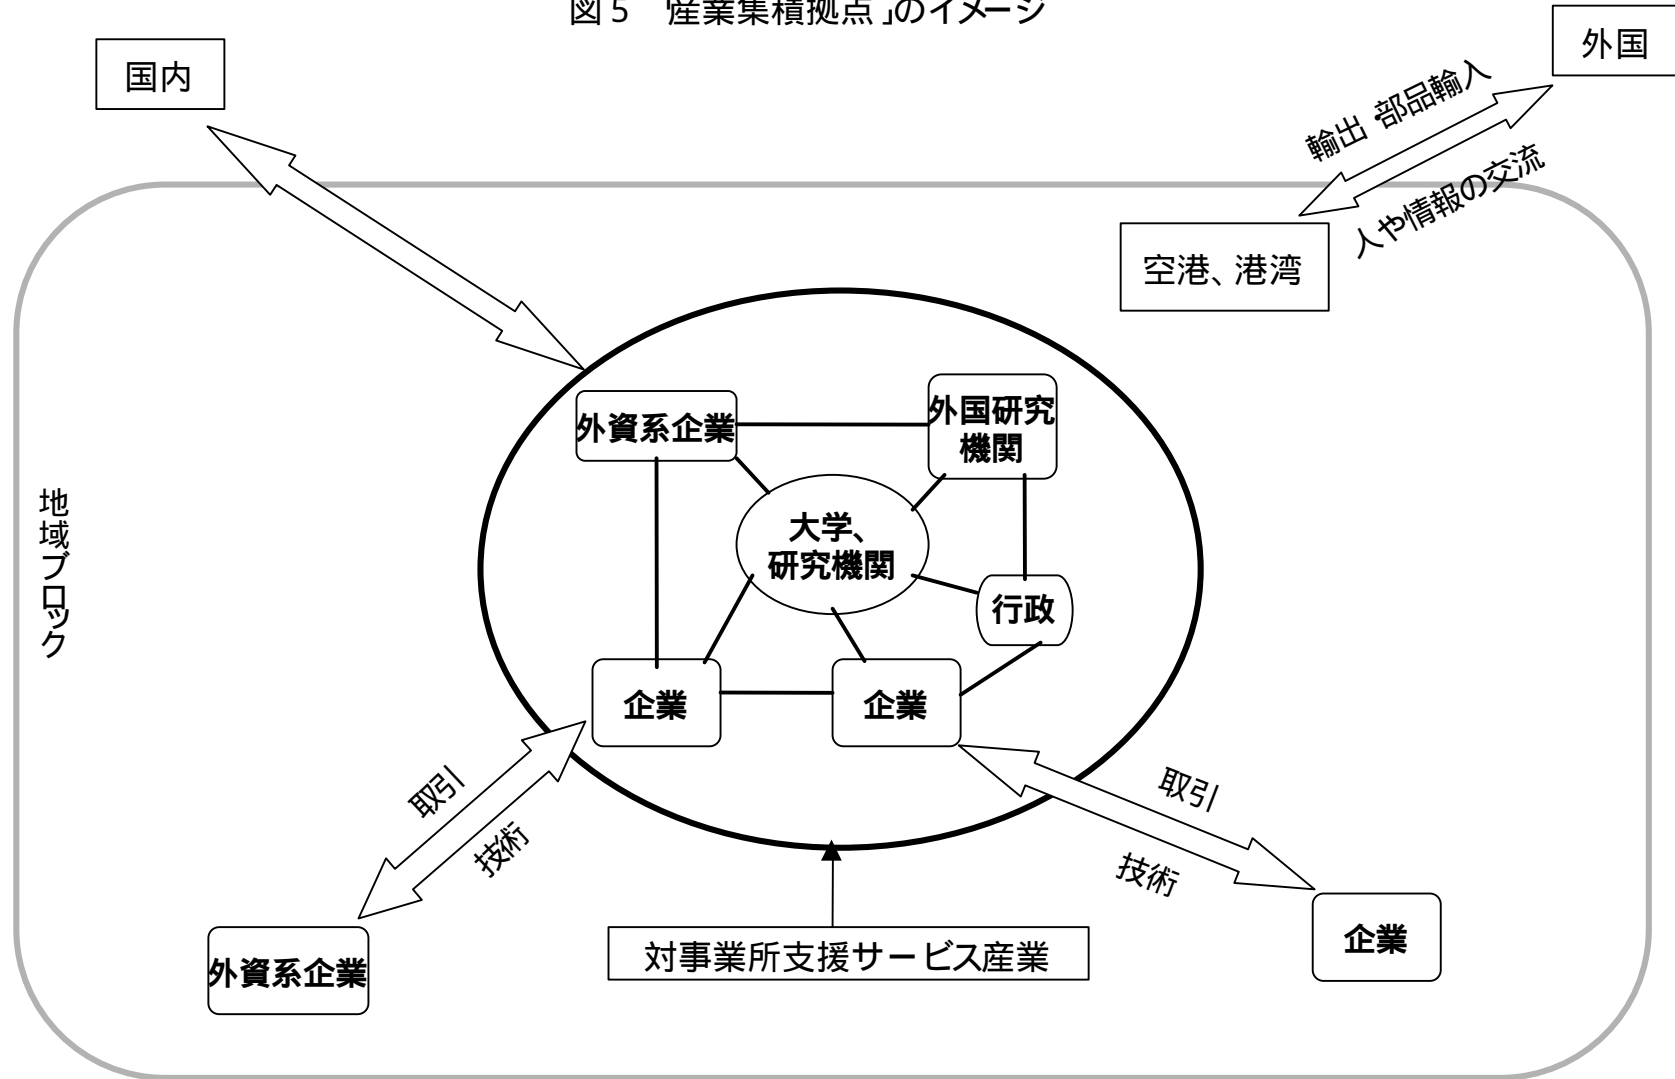 図5 「産業集積拠点」のイメージ
国内
外国
輸出・部品輸入
人や情報の交流
空港、港湾
外資系企業
外国研究
機関
大学、
研究機関
行政
企業
企業
地域ブロック
取引
技術
取引
技術
外資系企業
対事業所支援サービス産業
企業